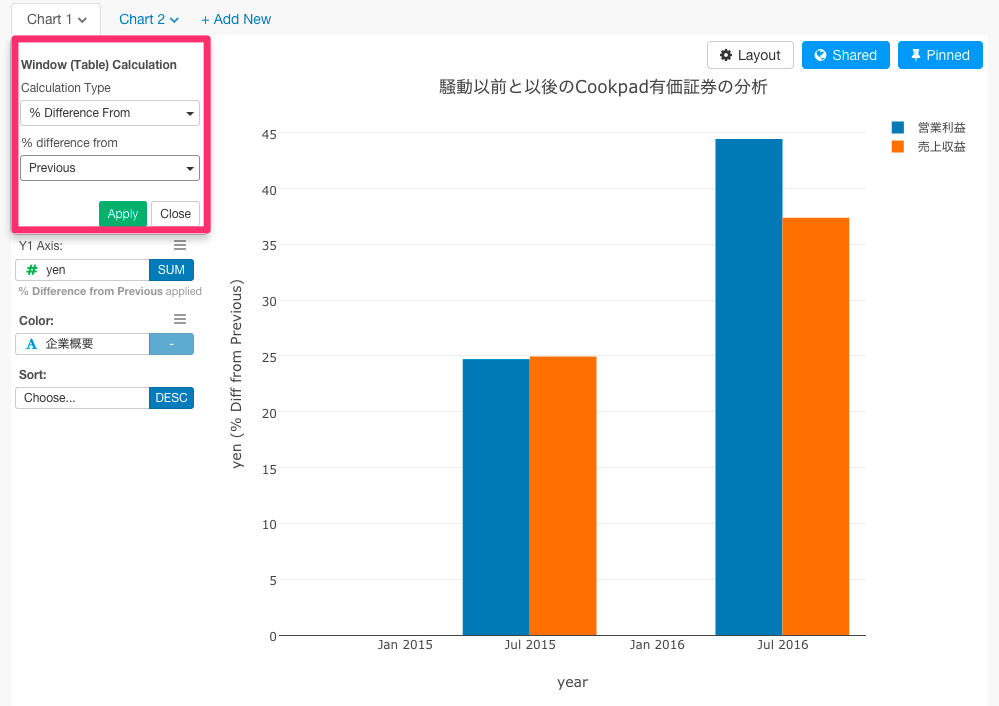 Chart 1
Chart 2
+ Add New
Window (Table) Calculation
Calculation Type
% Difference From
% difference from
Previous
Apply
Close
Y1 Axis:
# yen
SUM
% Difference from Previous applied
Color:
A 企業概要
-
Sort:
Choose...
DESC
Layout
Shared
Pinned
騒動以前と以後のCookpad有価証券の分析
営業利益
売上収益
yen (% Diff from Previous)
45
40
35
30
25
20
15
10
5
0
Jan 2015
Jul 2015
Jan 2016
Jul 2016
year